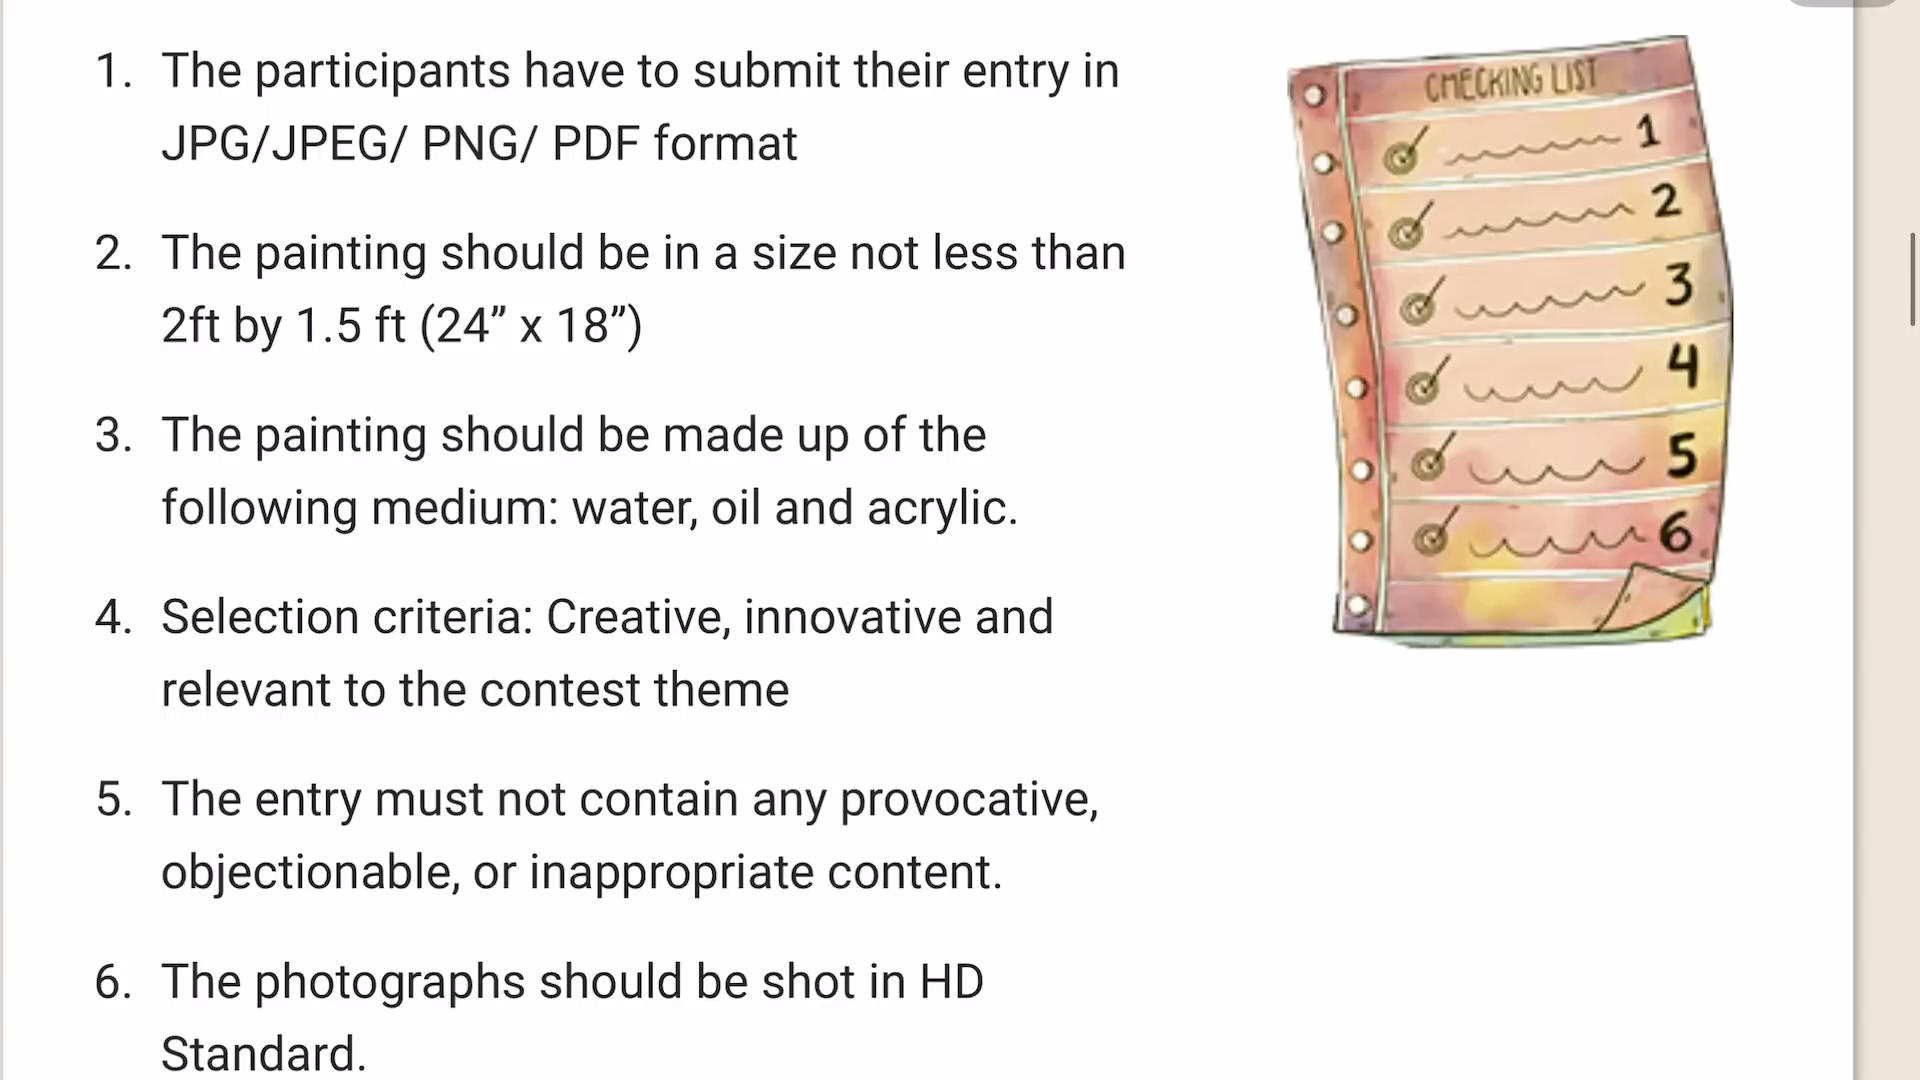 1. The participants have to submit their entry in
JPG/JPEG/ PNG/ PDF format
2. The painting should be in a size not less than
2ft by 1.5 ft (24” x 18”)
3. The painting should be made up of the
following medium: water, oil and acrylic.
4. Selection criteria: Creative, innovative and
relevant to the contest theme
5. The entry must not contain any provocative,
objectionable, or inappropriate content.
6. The photographs should be shot in HD
Standard.
CHECKING LIST
1
2
3
4
5
6